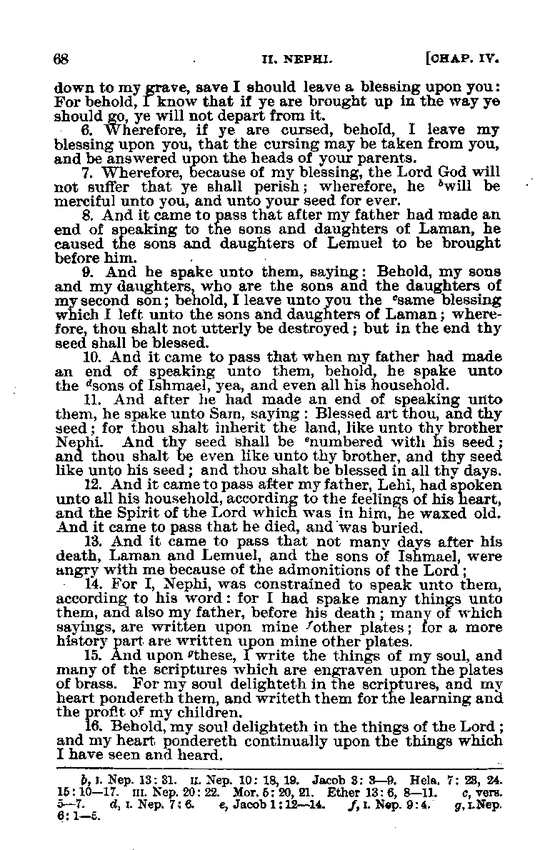 68 II. NEPHI. [CHAP. IV.
down to my grave, save I should leave a blessing upon you:
For behold, I know that if ye are brought up in the way ye
should go, ye will not depart from it.
6. Wherefore, if ye are cursed, behold, I leave my
blessing upon you, that the cursing may be taken from you,
and be answered upon the heads of your parents.
7. Wherefore, because of my blessing, the Lord God will
not suffer that ye shall perish; wherefore, he bwill be
merciful unto you, and unto your seed for ever.
8. And it came to pass that after my father had made an
end of speaking to the sons and daughters of Laman, he
caused the sons and daughters of Lemuel to be brought
before him.
9. And he spake unto them, saying: Behold, my sons
and my daughters, who are the sons and the daughters of
my second son; behold, I leave unto you the csame blessing
which I left unto the sons and daughters of Laman; where-
fore, thou shalt not utterly be destroyed; but in the end thy
seed shall be blessed.
10. And it came to pass that when my father had made
an end of speaking unto them, behold, he spake unto
the dsons of Ishmael, yea, and even all his household.
11. And after he had made an end of speaking unto
them, he spake unto Sam, saying: Blessed art thou, and thy
seed; for thou shalt inherit the land, like unto thy brother
Nephi. And thy seed shall be enumbered with his seed;
and thou shalt be even like unto thy brother, and thy seed
like unto his seed; and thou shalt be blessed in all thy days.
12. And it came to pass after my father, Lehi, had spoken
unto all his household, according to the feelings of his heart,
and the Spirit of the Lord which was in him, he waxed old.
And it came to pass that he died, and was buried.
13. And it came to pass that not many days after his
death, Laman and Lemuel, and the sons of Ishmael, were
angry with me because of the admonitions of the Lord;
14. For I, Nephi, was constrained to speak unto them,
according to his word: for I had spake many things unto
them, and also my father, before his death; many of which
sayings, are written upon mine fother plates; for a more
history part are written upon mine other plates.
15. And upon gthese, I write the things of my soul, and
many of the scriptures which are engraven upon the plates
of brass. For my soul delighteth in the scriptures, and my
heart pondereth them, and writeth them for the learning and
the profit of my children.
16. Behold, my soul delighteth in the things of the Lord;
and my heart pondereth continually upon the things which
I have seen and heard.
b, I. Nep. 13: 31. II. Nep. 10: 18, 19. Jacob 3: 3—9. Hela. 7: 23, 24.
15: 10—17. III. Nep. 20: 22. Mor. 5: 20, 21. Ether 13: 6, 8—11. c, vers.
5—7. d, I. Nep. 7: 6. e, Jacob 1: 12—14. f, I. Nep. 9: 4. g, I. Nep.
6: 1—5.